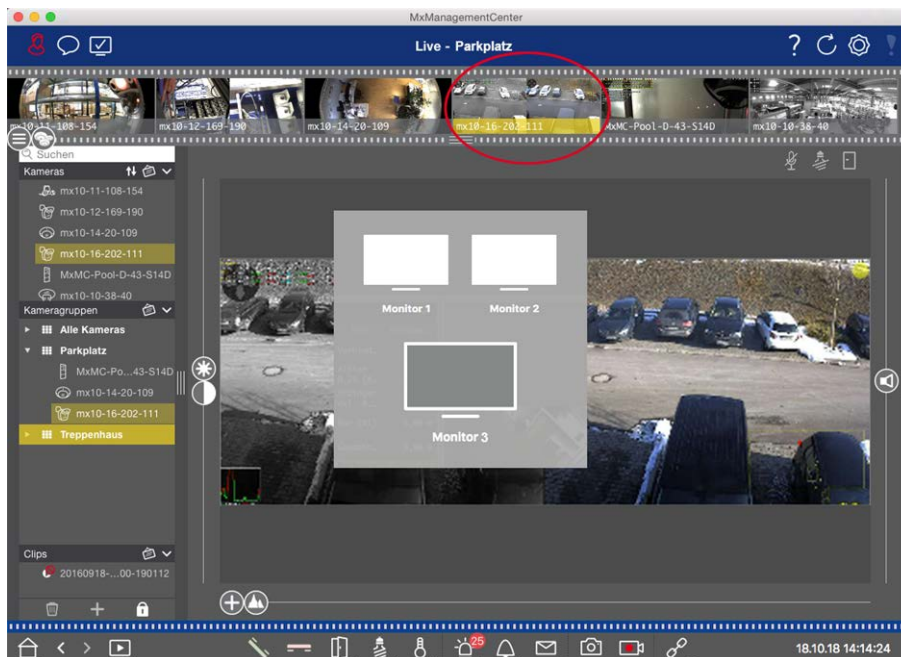 MxManagementCenter
Live - Parkplatz
mx10-11-108-154
mx10-12-169-190
mx10-14-20-109
mx10-16-202-111
MxMC-Pool-D-43-S14D
mx10-10-38-40
Suchen
Kameras
mx10-11-108-154
mx10-12-169-190
mx10-14-20-109
mx10-16-202-111
MxMC-Pool-D-43-S14D
mx10-10-38-40
Kameragruppen
Alle Kameras
Parkplatz
MxMC-Po...43-S14D
mx10-14-20-109
mx10-16-202-111
Treppenhaus
Monitor 1
Monitor 2
Monitor 3
Clips
20160918-...00-190112
25
18.10.18 14:14:24